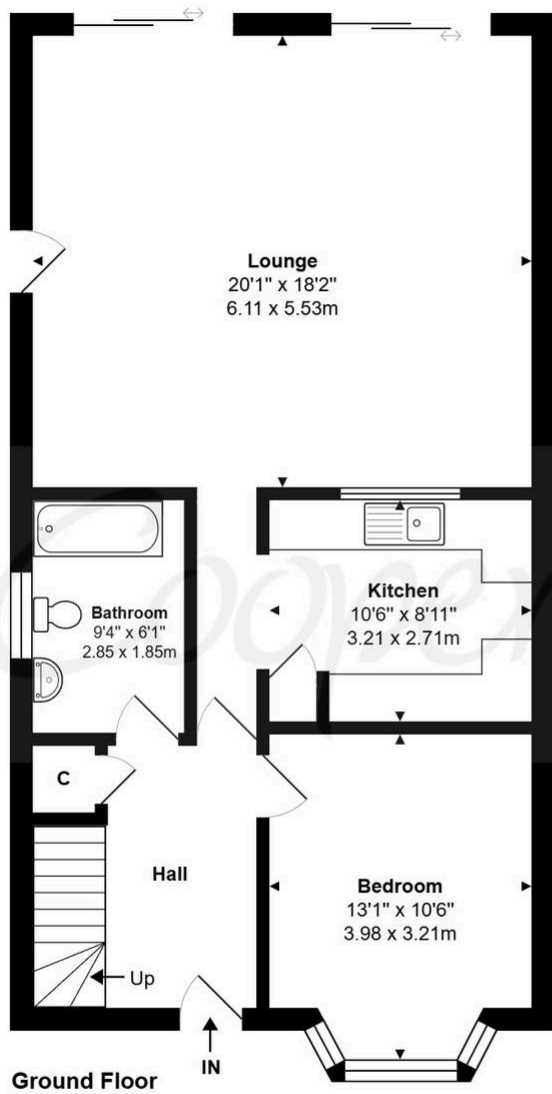 Lounge
20'1" x 18'2"
6.11 x 5.53m
Kitchen
10'6" x 8'11"
3.21 x 2.71m
Bathroom
9'4" x 6'1"
2.85 x 1.85m
C
Hall
Bedroom
13'1" x 10'6"
3.98 x 3.21m
Up
IN
Ground Floor
Cooper